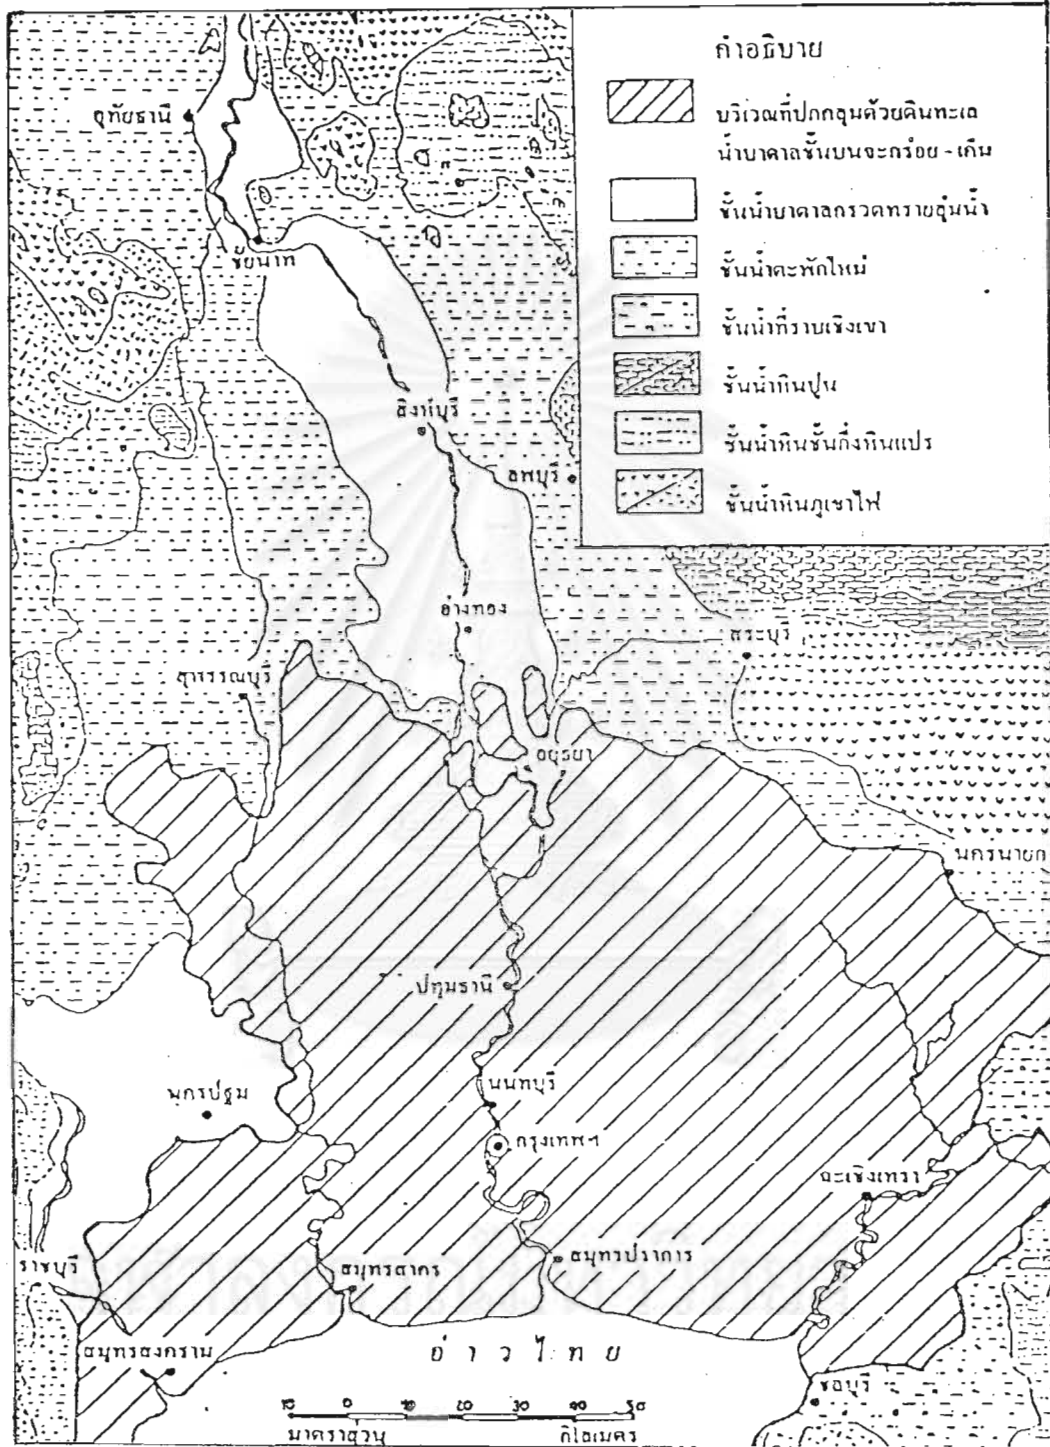 คำอธิบาย
บริเวณที่ปกคลุมด้วยดินทะเล
น้ำบาดาลชั้นบนจะกร่อย-เค็ม
ชั้นน้ำบาดาลกรวดทรายลุ่มน้ำ
ชั้นน้ำตะพักใหม่
ชั้นน้ำที่ราบเชิงเขา
ชั้นน้ำหินปูน
ชั้นน้ำหินชั้นกึ่งหินแปร
ชั้นน้ำหินภูเขาไฟ
อุทัยธานี
ชัยนาท
สิงห์บุรี
ลพบุรี
อ่างทอง
สระบุรี
สุพรรณบุรี
อยุธยา
นครนายก
ปทุมธานี
นนทบุรี
นครปฐม
กรุงเทพฯ
ฉะเชิงเทรา
ราชบุรี
สมุทรสาคร
สมุทรปราการ
สมุทรสงคราม
อ่าวไทย
ชลบุรี
10 0 10 20 30 40 50
มาตราส่วน กิโลเมตร